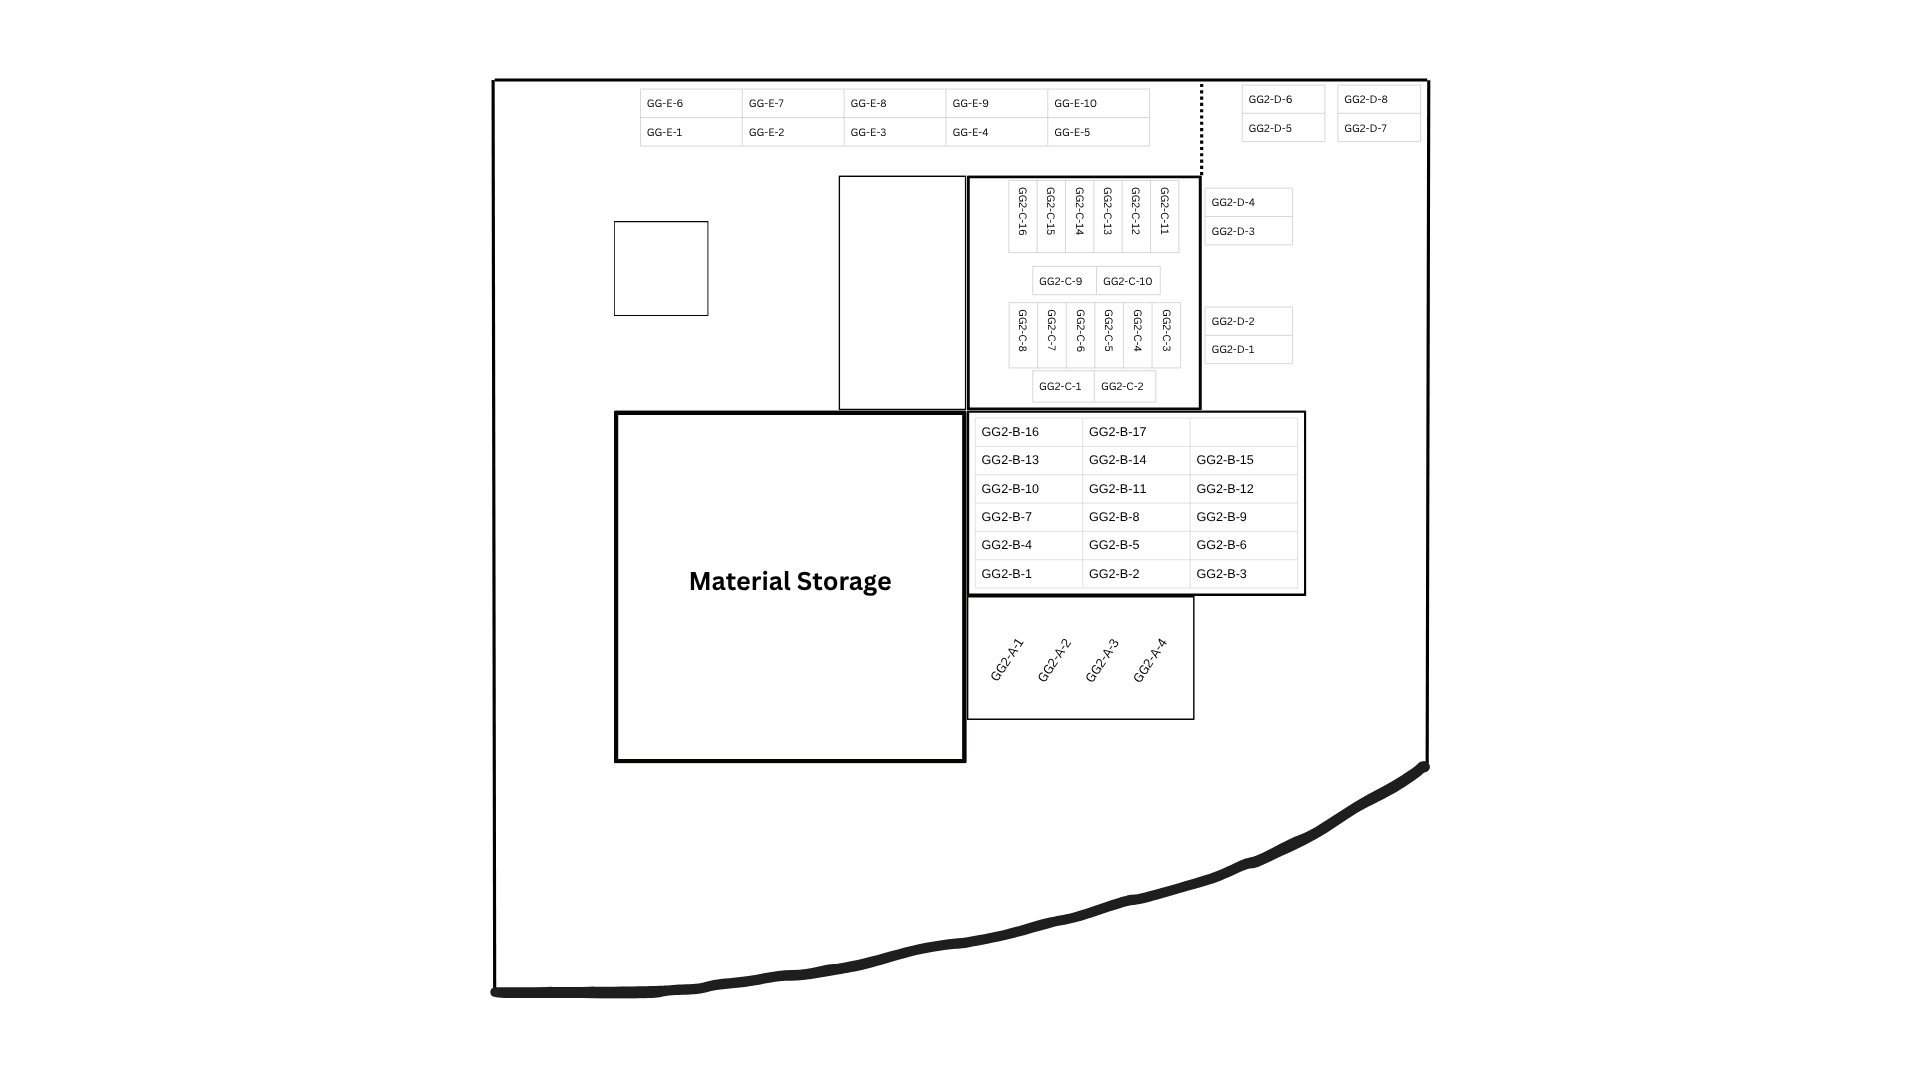 GG-E-6 GG-E-7 GG-E-8 GG-E-9 GG-E-10
GG-E-1 GG-E-2 GG-E-3 GG-E-4 GG-E-5
GG2-D-6 GG2-D-8
GG2-D-5 GG2-D-7
GG2-C-16 GG2-C-15 GG2-C-14 GG2-C-13 GG2-C-12 GG2-C-11
GG2-D-4
GG2-D-3
GG2-C-9 GG2-C-10
GG2-C-8 GG2-C-7 GG2-C-6 GG2-C-5 GG2-C-4 GG2-C-3
GG2-D-2
GG2-D-1
GG2-C-1 GG2-C-2
GG2-B-16 GG2-B-17
GG2-B-13 GG2-B-14 GG2-B-15
GG2-B-10 GG2-B-11 GG2-B-12
GG2-B-7 GG2-B-8 GG2-B-9
GG2-B-4 GG2-B-5 GG2-B-6
GG2-B-1 GG2-B-2 GG2-B-3
Material Storage
GG2-A-1 GG2-A-2 GG2-A-3 GG2-A-4